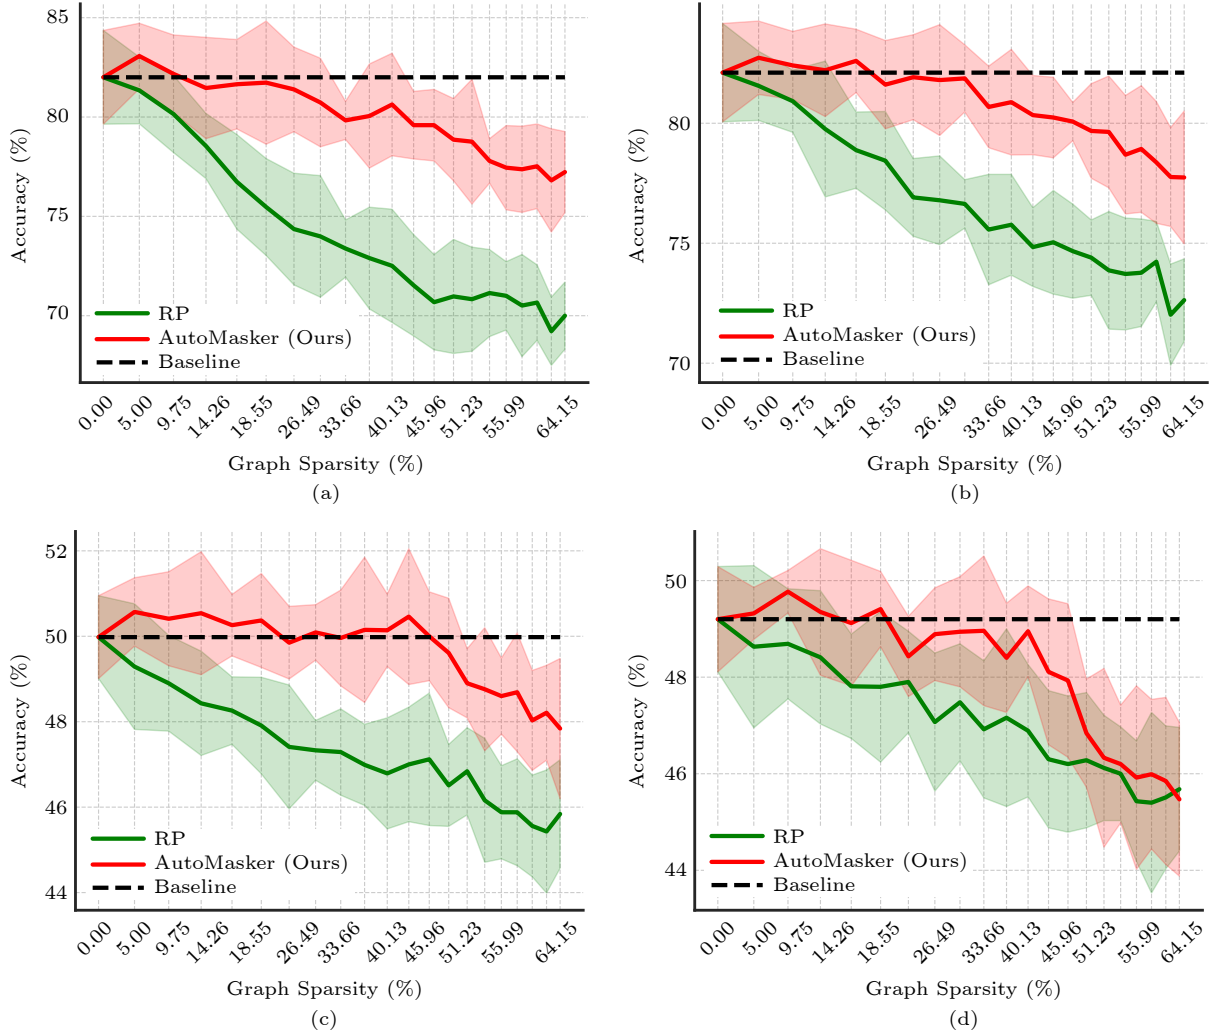 85
80
75
70
Accuracy (%)
RP
AutoMasker (Ours)
Baseline
0.00 5.00 9.75 14.26 18.55 26.49 33.66 40.13 45.96 51.23 55.99 64.15
Graph Sparsity (%)
(a)
80
75
70
Accuracy (%)
RP
AutoMasker (Ours)
Baseline
0.00 5.00 9.75 14.26 18.55 26.49 33.66 40.13 45.96 51.23 55.99 64.15
Graph Sparsity (%)
(b)
52
50
48
46
44
Accuracy (%)
RP
AutoMasker (Ours)
Baseline
0.00 5.00 9.75 14.26 18.55 26.49 33.66 40.13 45.96 51.23 55.99 64.15
Graph Sparsity (%)
(c)
50
48
46
44
Accuracy (%)
RP
AutoMasker (Ours)
Baseline
0.00 5.00 9.75 14.26 18.55 26.49 33.66 40.13 45.96 51.23 55.99 64.15
Graph Sparsity (%)
(d)